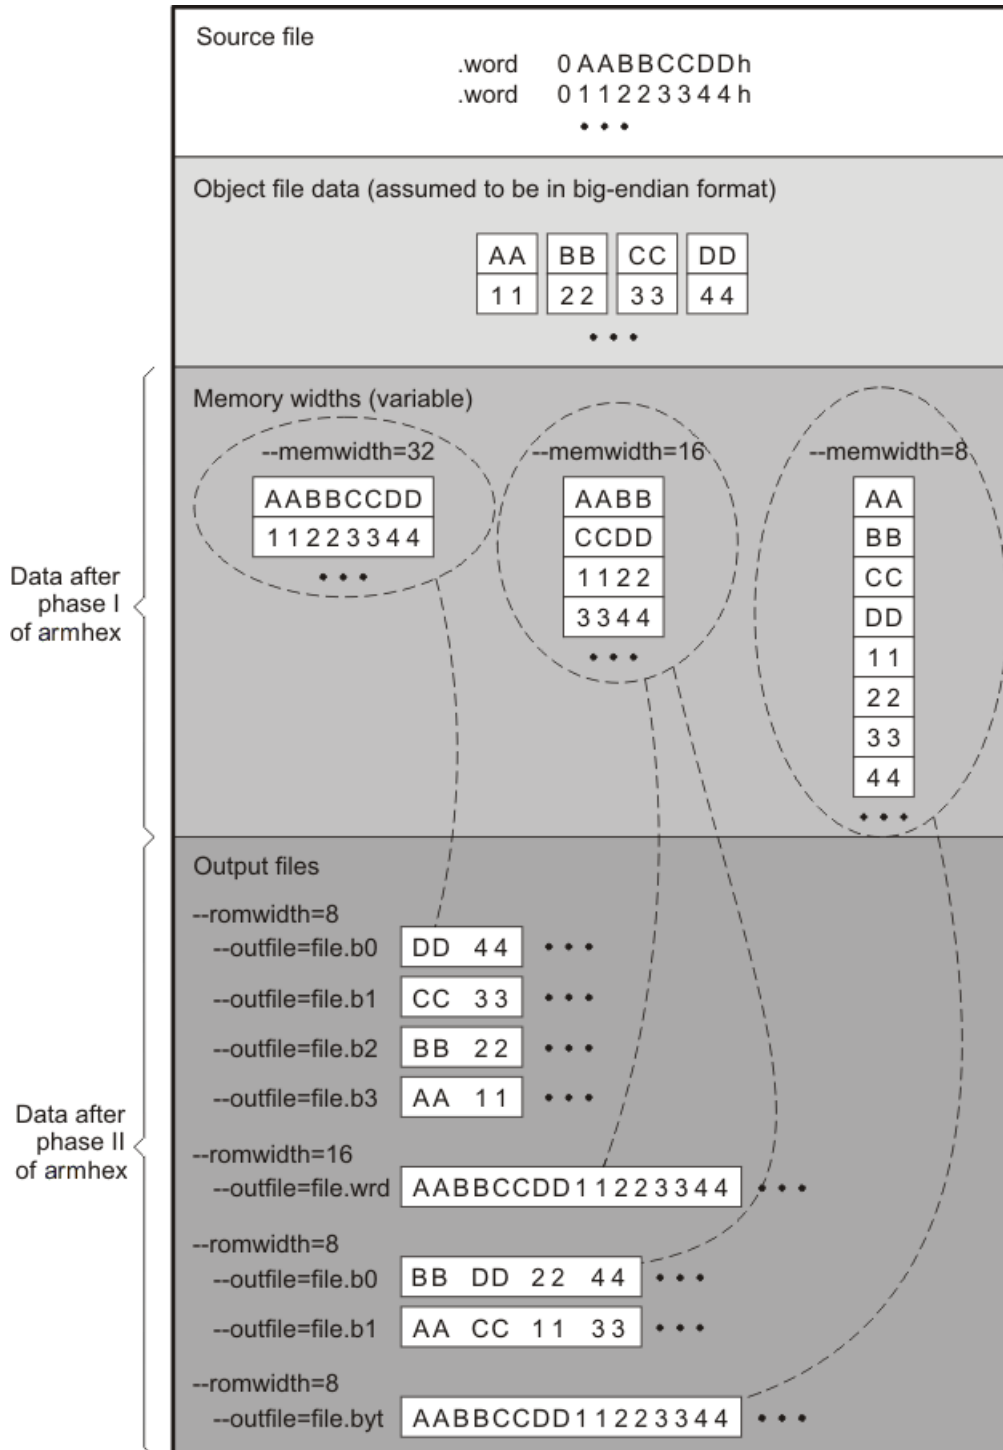 Source file
.word 0AABBCCDDh
.word 011223344h
• • •
Object file data (assumed to be in big-endian format)
AA BB CC DD
11 22 33 44
• • •
Data after
phase I
of armhex
Memory widths (variable)
--memwidth=32
AABBCCDD
11223344
• • •
--memwidth=16
AABB
CCDD
1122
3344
• • •
--memwidth=8
AA
BB
CC
DD
11
22
33
44
• • •
Data after
phase II
of armhex
Output files
--romwidth=8
--outfile=file.b0 DD 44 • • •
--outfile=file.b1 CC 33 • • •
--outfile=file.b2 BB 22 • • •
--outfile=file.b3 AA 11 • • •
--romwidth=16
--outfile=file.wrd AABBCCDD11223344 • • •
--romwidth=8
--outfile=file.b0 BB DD 22 44 • • •
--outfile=file.b1 AA CC 11 33 • • •
--romwidth=8
--outfile=file.byt AABBCCDD11223344 • • •